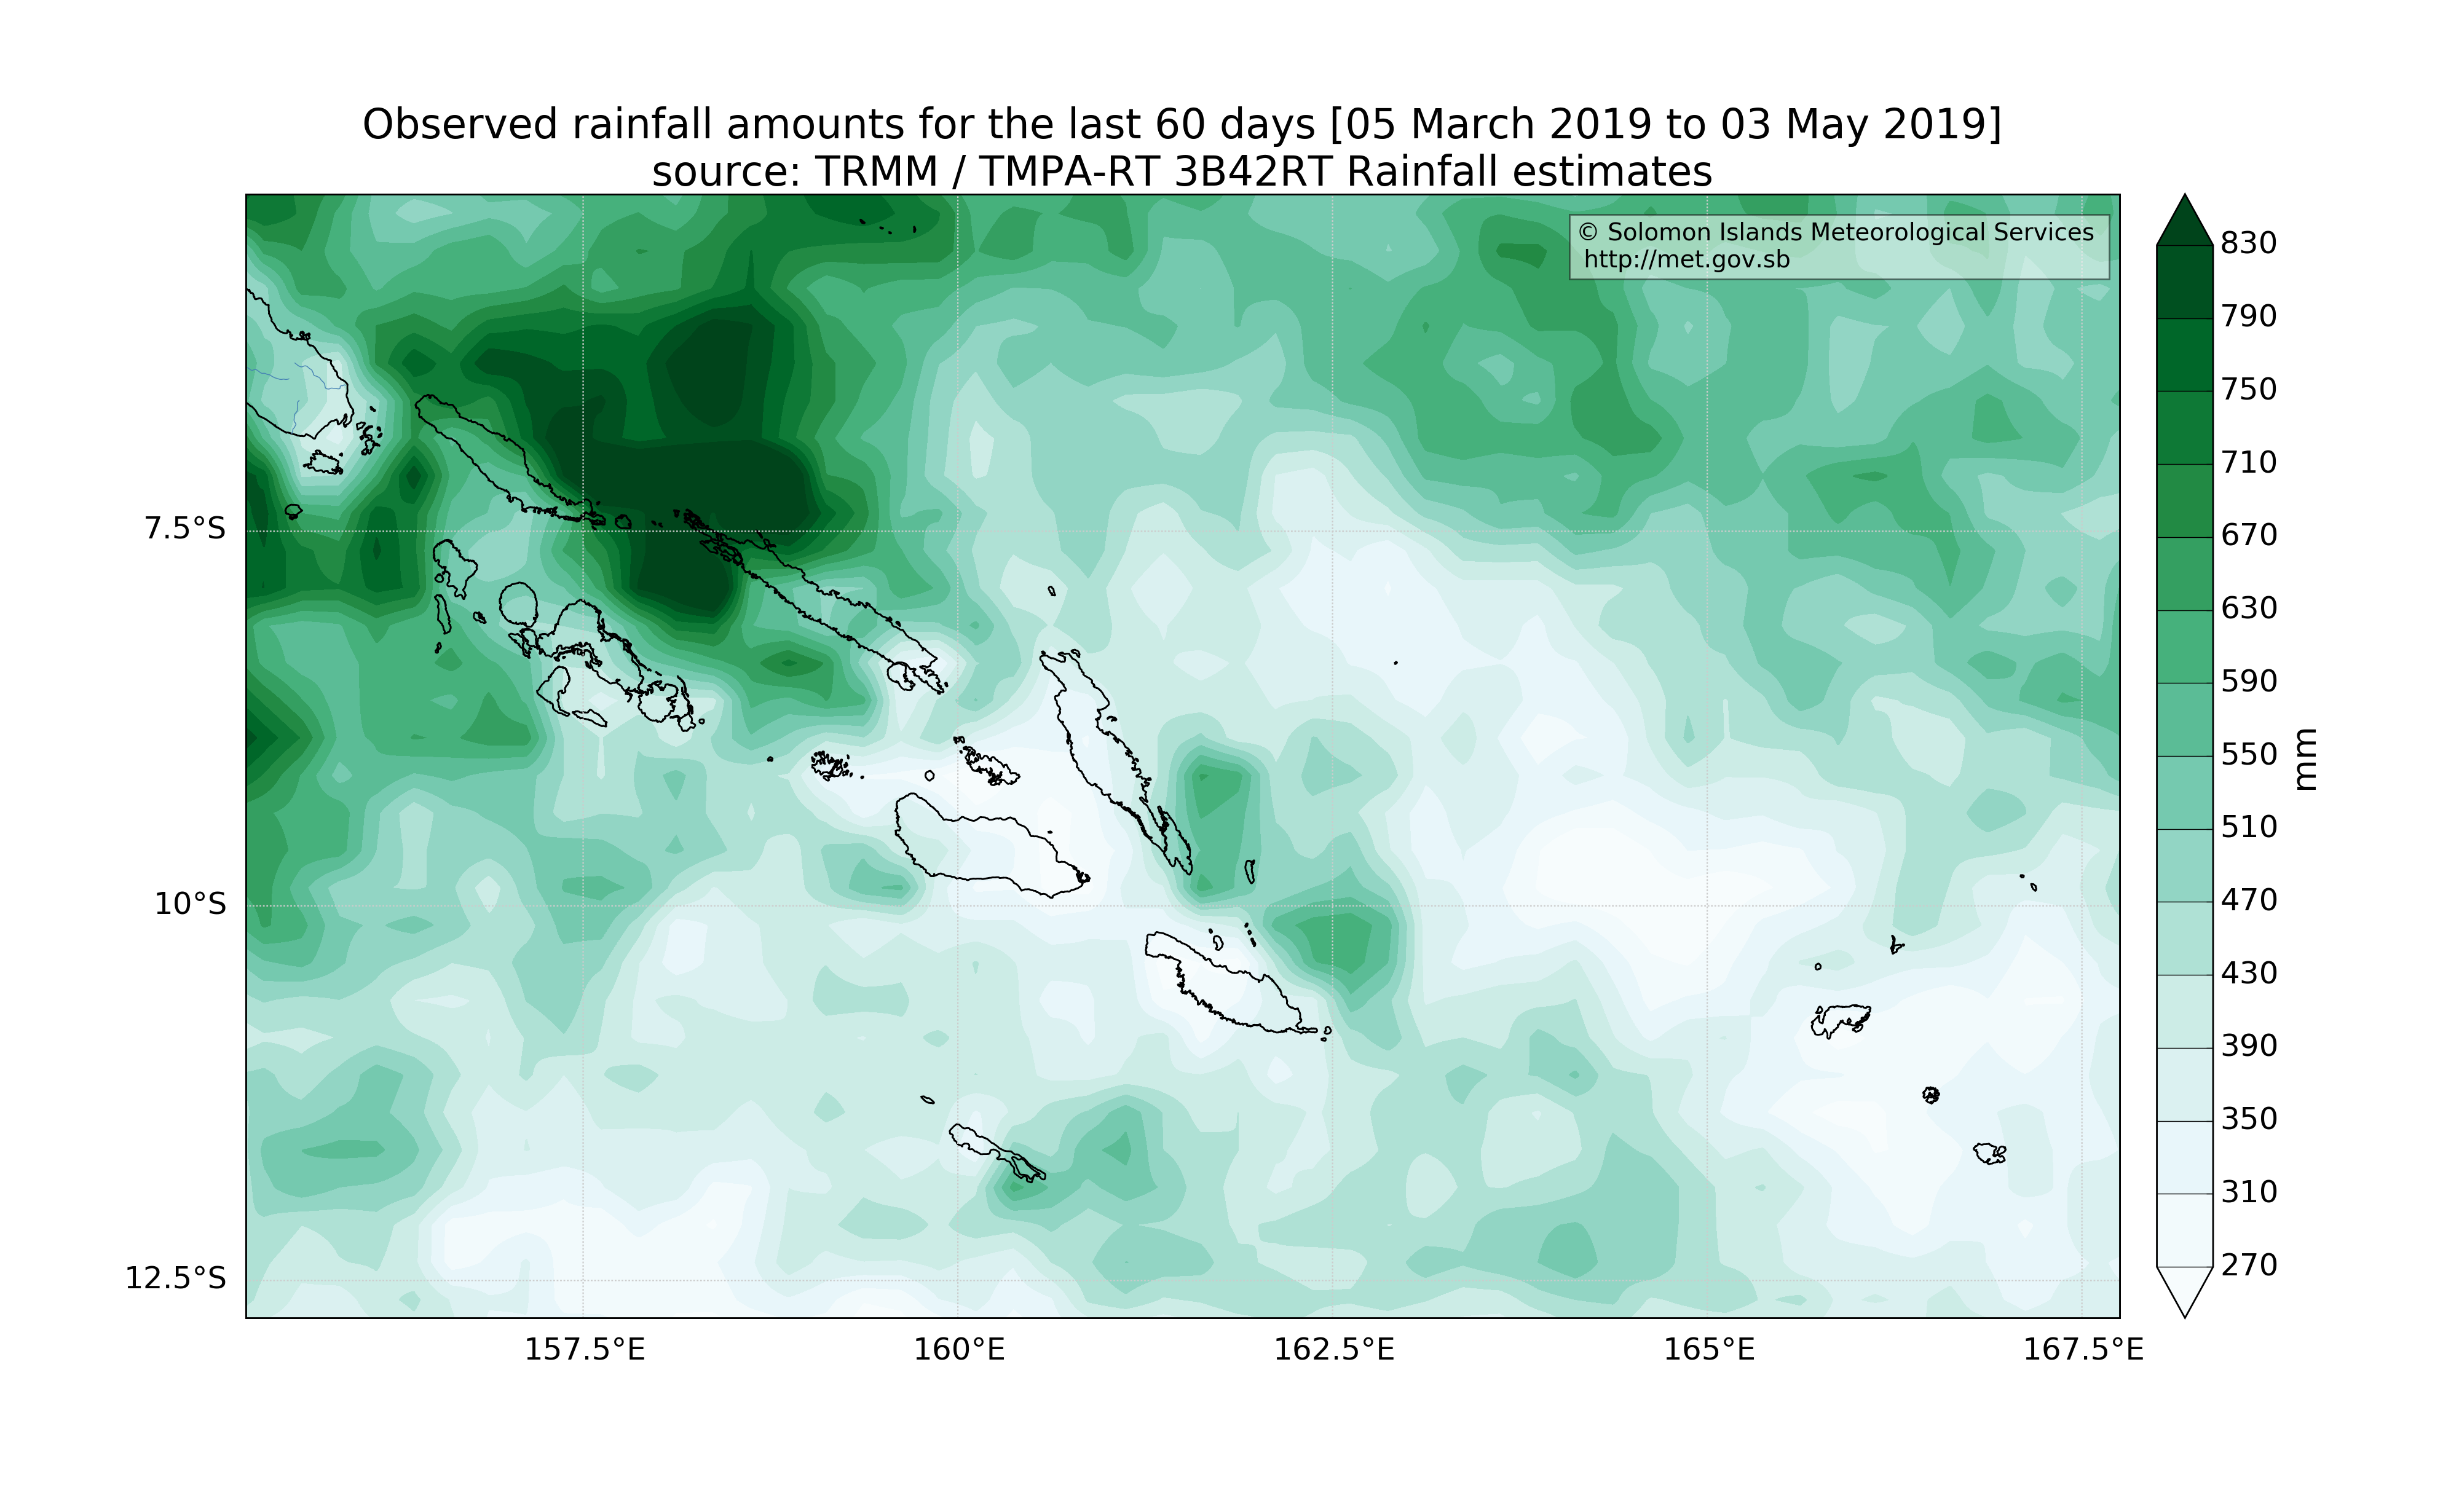 Observed rainfall amounts for the last 60 days [05 March 2019 to 03 May 2019]
source: TRMM / TMPA-RT 3B42RT Rainfall estimates
© Solomon Islands Meteorological Services
http://met.gov.sb
7.5°S
10°S
12.5°S
157.5°E
160°E
162.5°E
165°E
167.5°E
830
790
750
710
670
630
590
550
510
470
430
390
350
310
270
mm